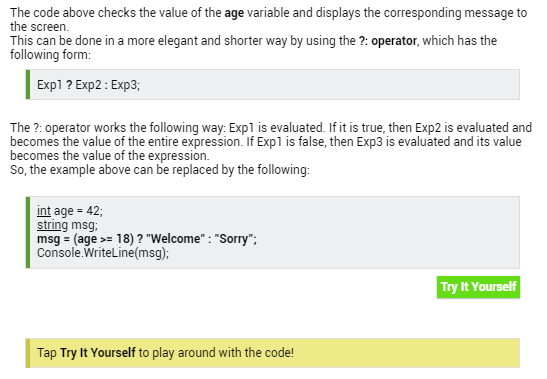 The code above checks the value of the age variable and displays the corresponding message to
the screen.
This can be done in a more elegant and shorter way by using the ?: operator, which has the
following form:
Exp1 ? Exp2 : Exp3;
The ?: operator works the following way: Exp1 is evaluated. If it is true, then Exp2 is evaluated and
becomes the value of the entire expression. If Exp1 is false, then Exp3 is evaluated and its value
becomes the value of the expression.
So, the example above can be replaced by the following:
int age = 42;
string msg;
msg = (age >= 18) ? "Welcome" : "Sorry";
Console.WriteLine(msg);
Try It Yourself
Tap Try It Yourself to play around with the code!